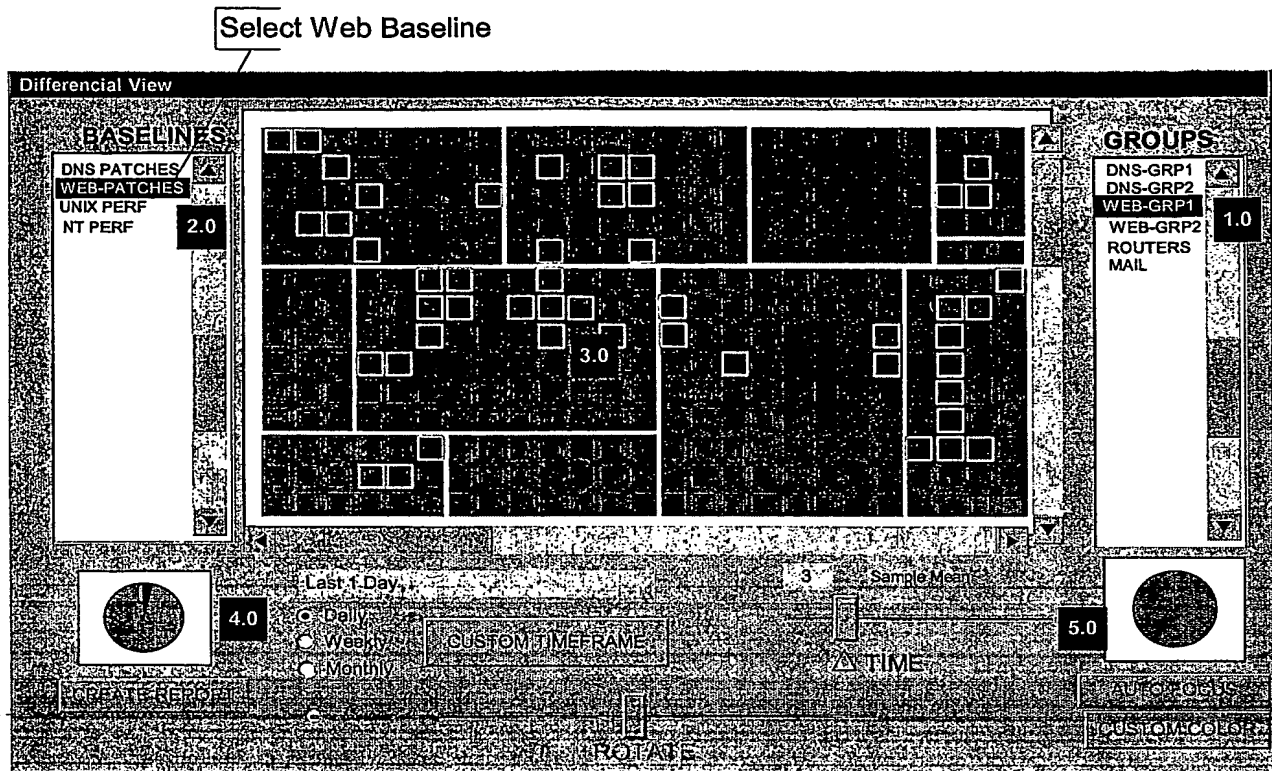 Select Web Baseline
Differencial View
BASELINES
DNS PATCHES
WEB-PATCHES
UNIX PERF
NT PERF
2.0
3.0
GROUPS
DNS-GRP1
DNS-GRP2
WEB-GRP1
WEB-GRP2
ROUTERS
MAIL
1.0
4.0
Last 1 Day
Daily
Weekly
Monthly
CUSTOM TIMEFRAME
3
Sample Mean
△ TIME
5.0
CREATE REPORT
AUTO FOCUS
CUSTOM COLOR
ROTATE